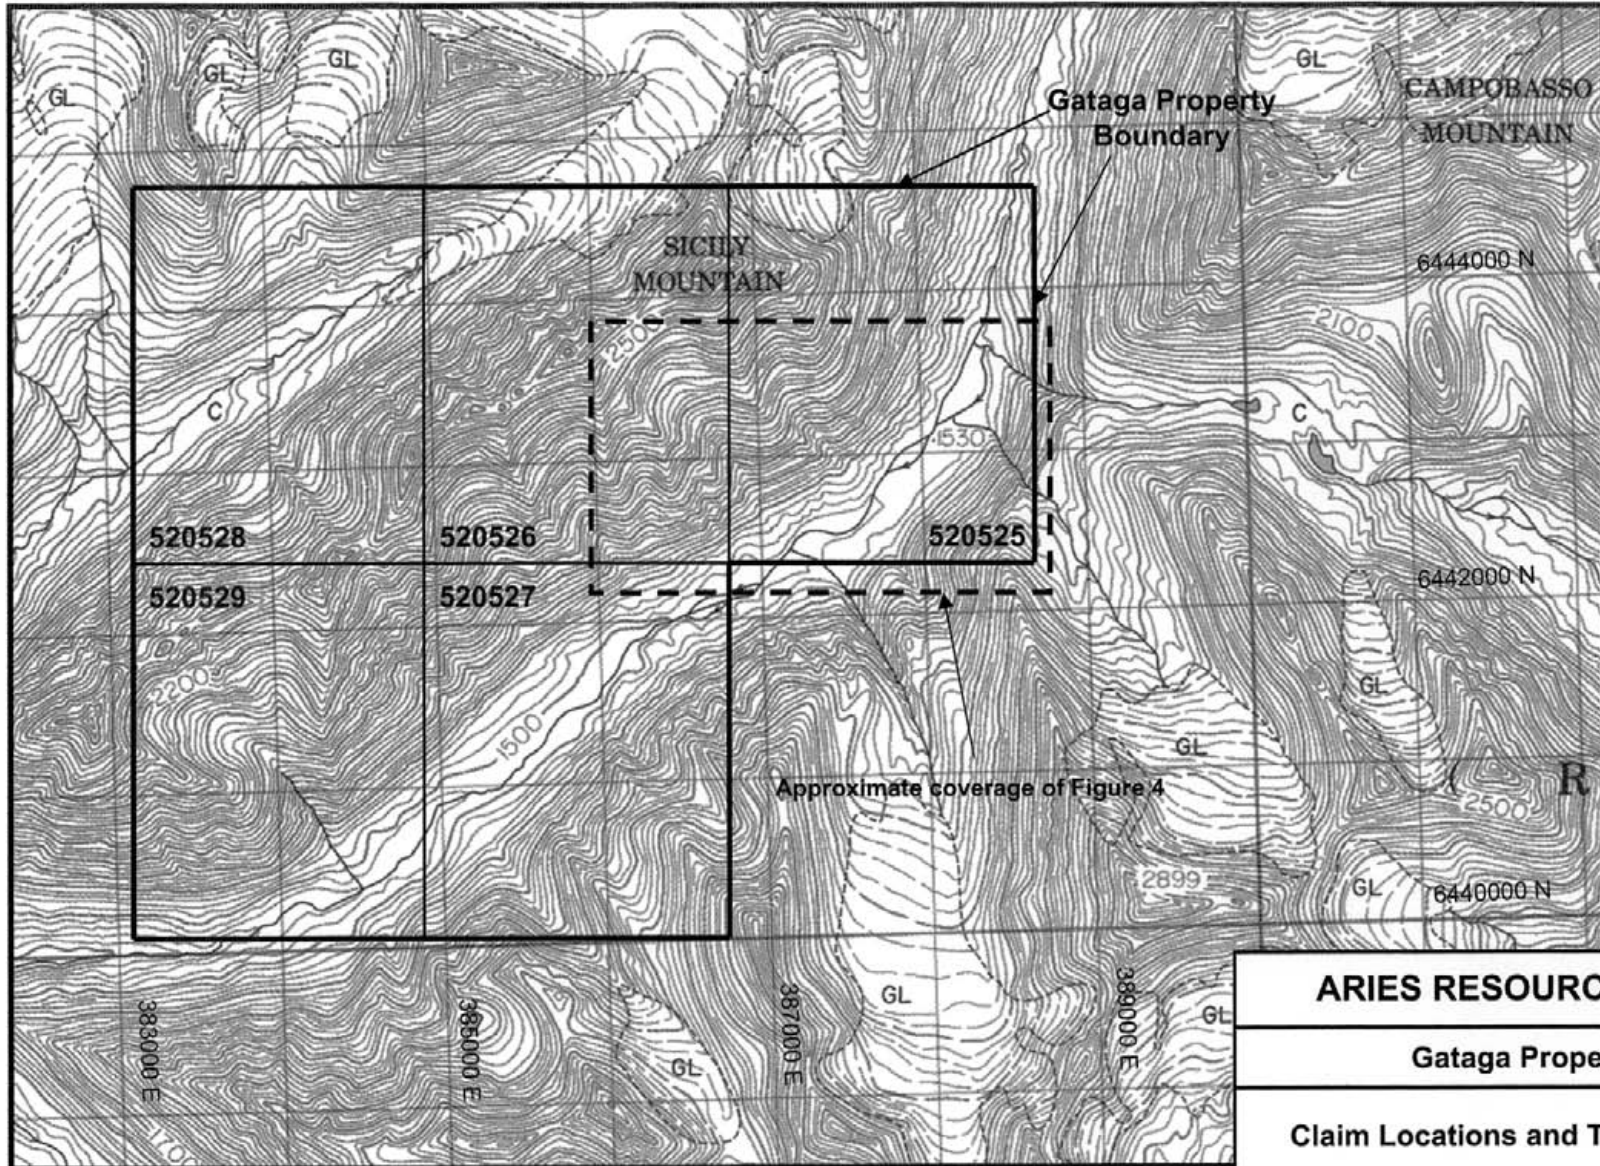 GL
GL
GL
GL
CAMPOBASSO
MOUNTAIN
Gataga Property
Boundary
SICILY
MOUNTAIN
6444000 N
2500
2100
C
C
1530
520528
520526
520525
520529
520527
6442000 N
2200
GL
1500
GL
Approximate coverage of Figure 4
( R
2500
2899
GL
6440000 N
383000 E
385000 E
387000 E
389000 E
GL
GL
GL
ARIES RESOURC
Gataga Prope
Claim Locations and T